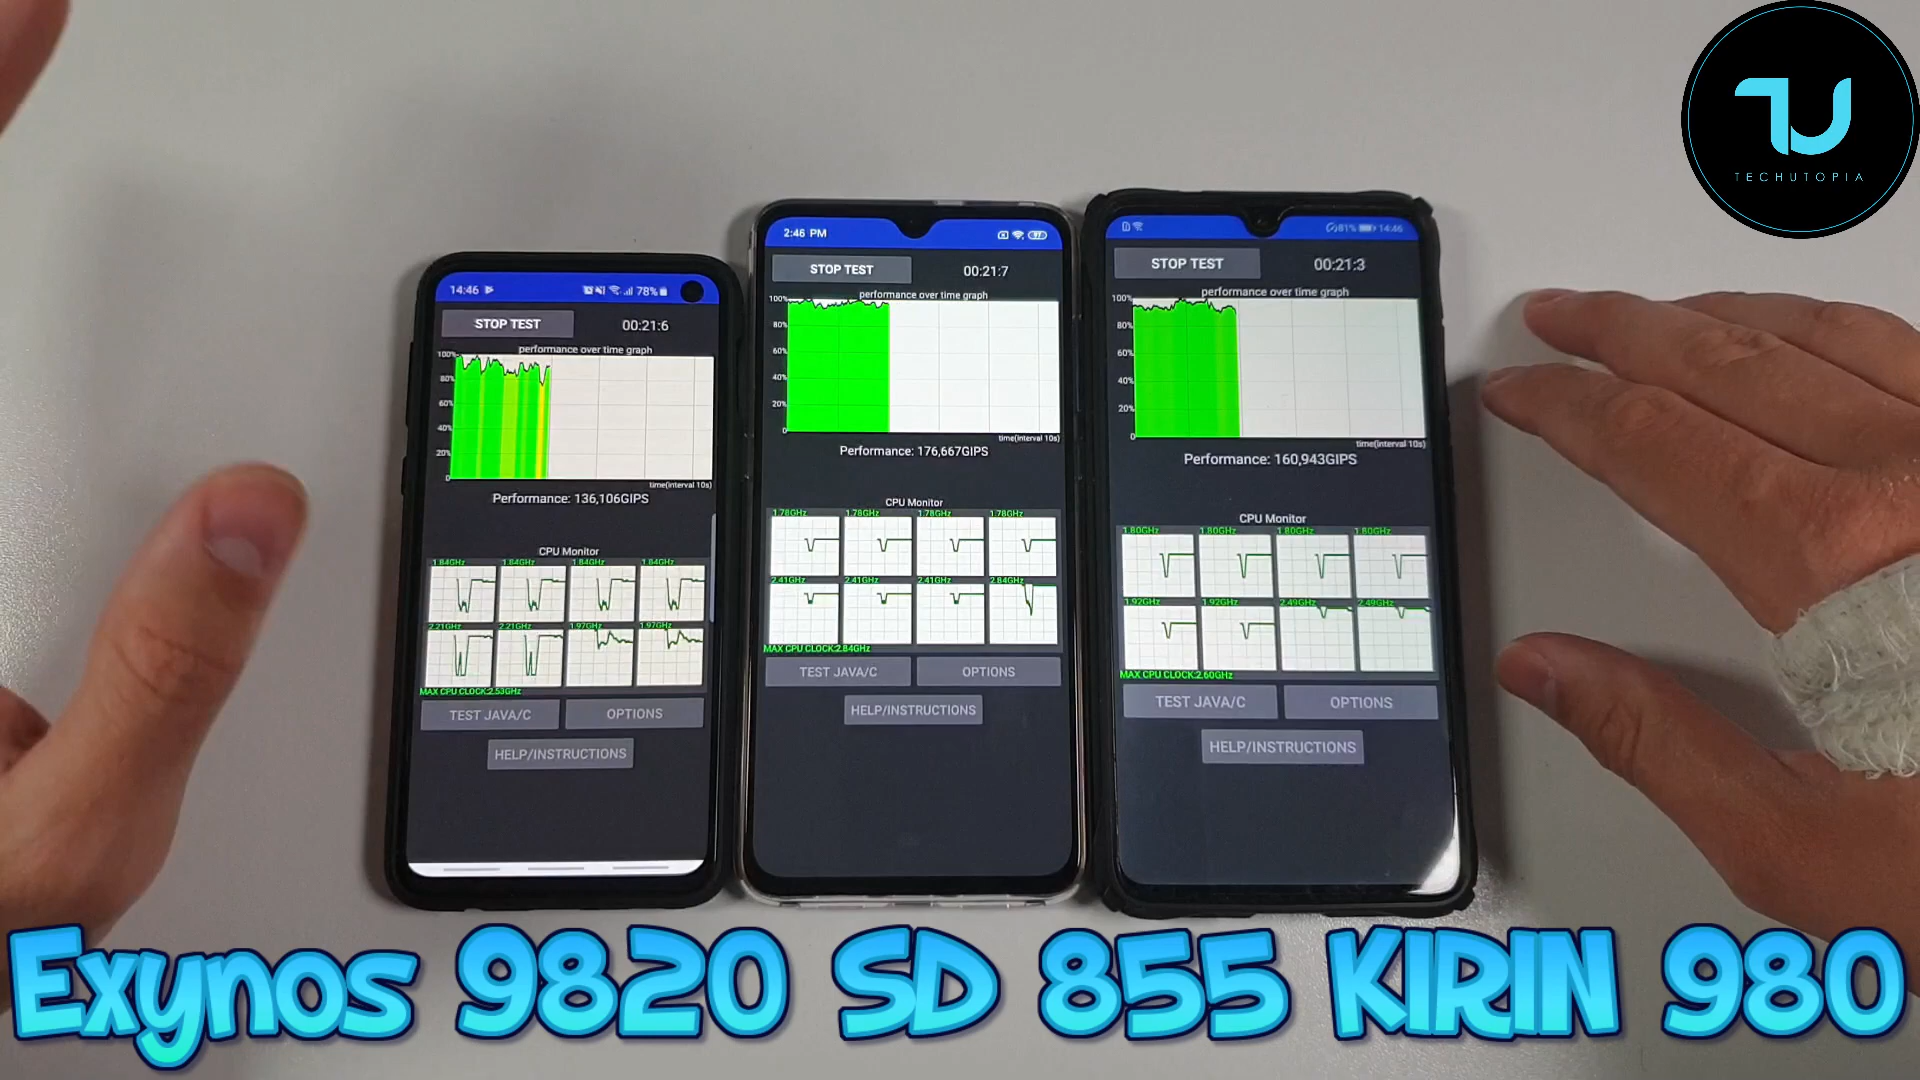 TECHUTOPIA
14:46
78%
STOP TEST
00:21:6
performance over time graph
100%
80%
60%
40%
20%
0
time(interval 10s)
Performance: 136,106GIPS
CPU Monitor
1.84GHz 1.84GHz 1.84GHz 1.84GHz
2.21GHz 2.21GHz 1.97GHz 1.97GHz
MAX CPU CLOCK:2.53GHz
TEST JAVA/C
OPTIONS
HELP/INSTRUCTIONS
2:46 PM
97
STOP TEST
00:21:7
performance over time graph
100%
80%
60%
40%
20%
0
time(interval 10s)
Performance: 176,667GIPS
CPU Monitor
1.78GHz 1.78GHz 1.78GHz 1.78GHz
2.41GHz 2.41GHz 2.41GHz 2.84GHz
MAX CPU CLOCK:2.84GHz
TEST JAVA/C
OPTIONS
HELP/INSTRUCTIONS
81%
14:46
STOP TEST
00:21:3
performance over time graph
100%
80%
60%
40%
20%
0
time(interval 10s)
Performance: 160,943GIPS
CPU Monitor
1.80GHz 1.80GHz 1.80GHz 1.80GHz
1.92GHz 1.92GHz 2.49GHz 2.49GHz
MAX CPU CLOCK:2.60GHz
TEST JAVA/C
OPTIONS
HELP/INSTRUCTIONS
Exynos 9820 SD 855 KIRIN 980